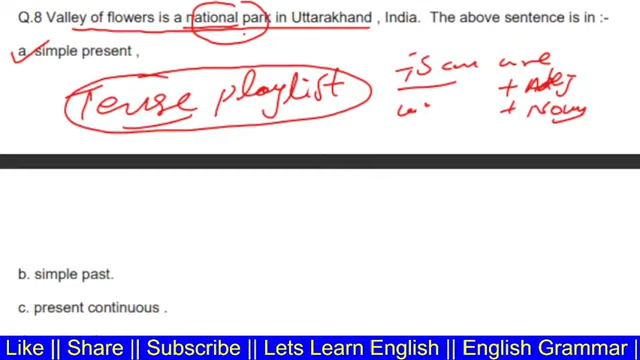 Q.8 Valley of flowers is a national park in Uttarakhand, India. The above sentence is in :-
a. simple present ,
Tense playlist
is am are
+ Adj
+ Noun
b. simple past.
c. present continuous .
Like || Share || Subscribe || Lets Learn English || English Grammar |